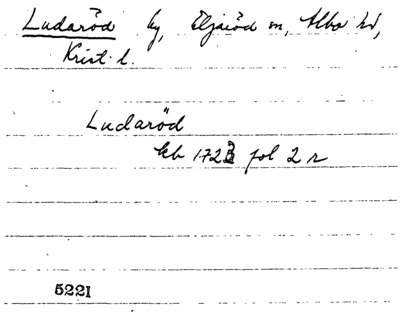 Ludaröd by, Eljaröd sn, Albo hd,
Krist. l.
Ludaröd
kb 1723 fol 2 r
5221